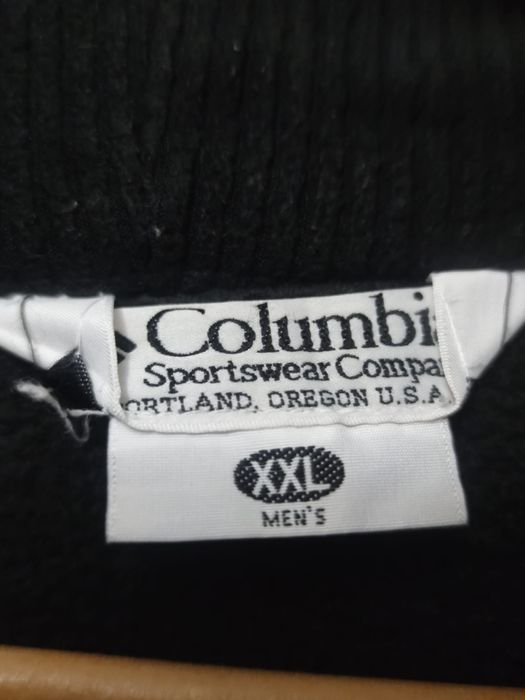 Columbi
Sportswear Compa
ORTLAND, OREGON U.S.A
XXL
MEN'S